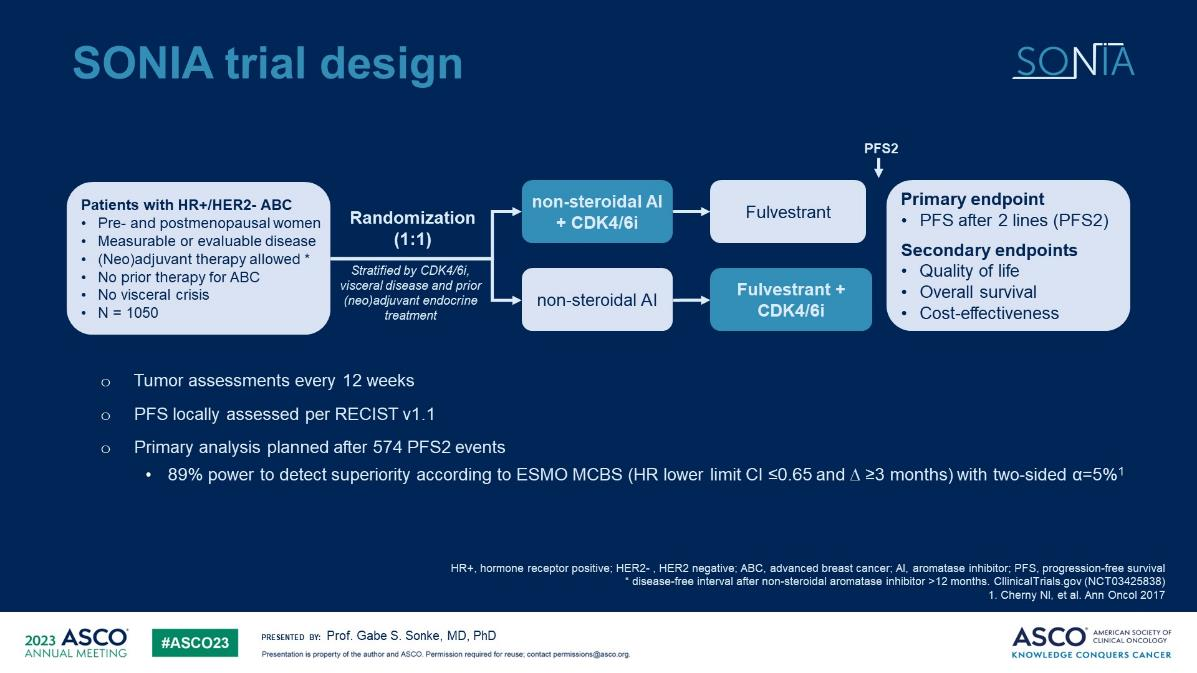 SONIA trial design
SONIA
PFS2
Patients with HR+/HER2- ABC
• Pre- and postmenopausal women
• Measurable or evaluable disease
• (Neo)adjuvant therapy allowed *
• No prior therapy for ABC
• No visceral crisis
• N = 1050
Randomization
(1:1)
Stratified by CDK4/6i,
visceral disease and prior
(neo)adjuvant endocrine
treatment
non-steroidal AI
+ CDK4/6i
Fulvestrant
non-steroidal AI
Fulvestrant +
CDK4/6i
Primary endpoint
• PFS after 2 lines (PFS2)
Secondary endpoints
• Quality of life
• Overall survival
• Cost-effectiveness
o Tumor assessments every 12 weeks
o PFS locally assessed per RECIST v1.1
o Primary analysis planned after 574 PFS2 events
• 89% power to detect superiority according to ESMO MCBS (HR lower limit CI ≤0.65 and Δ ≥3 months) with two-sided α=5%¹
HR+, hormone receptor positive; HER2- , HER2 negative; ABC, advanced breast cancer; AI, aromatase inhibitor; PFS, progression-free survival
* disease-free interval after non-steroidal aromatase inhibitor >12 months. CllinicalTrials.gov (NCT03425838)
1. Cherny NI, et al. Ann Oncol 2017
2023 ASCO®
ANNUAL MEETING
#ASCO23
PRESENTED BY: Prof. Gabe S. Sonke, MD, PhD
Presentation is property of the author and ASCO. Permission required for reuse; contact permissions@asco.org.
ASCO® AMERICAN SOCIETY OF
CLINICAL ONCOLOGY
KNOWLEDGE CONQUERS CANCER